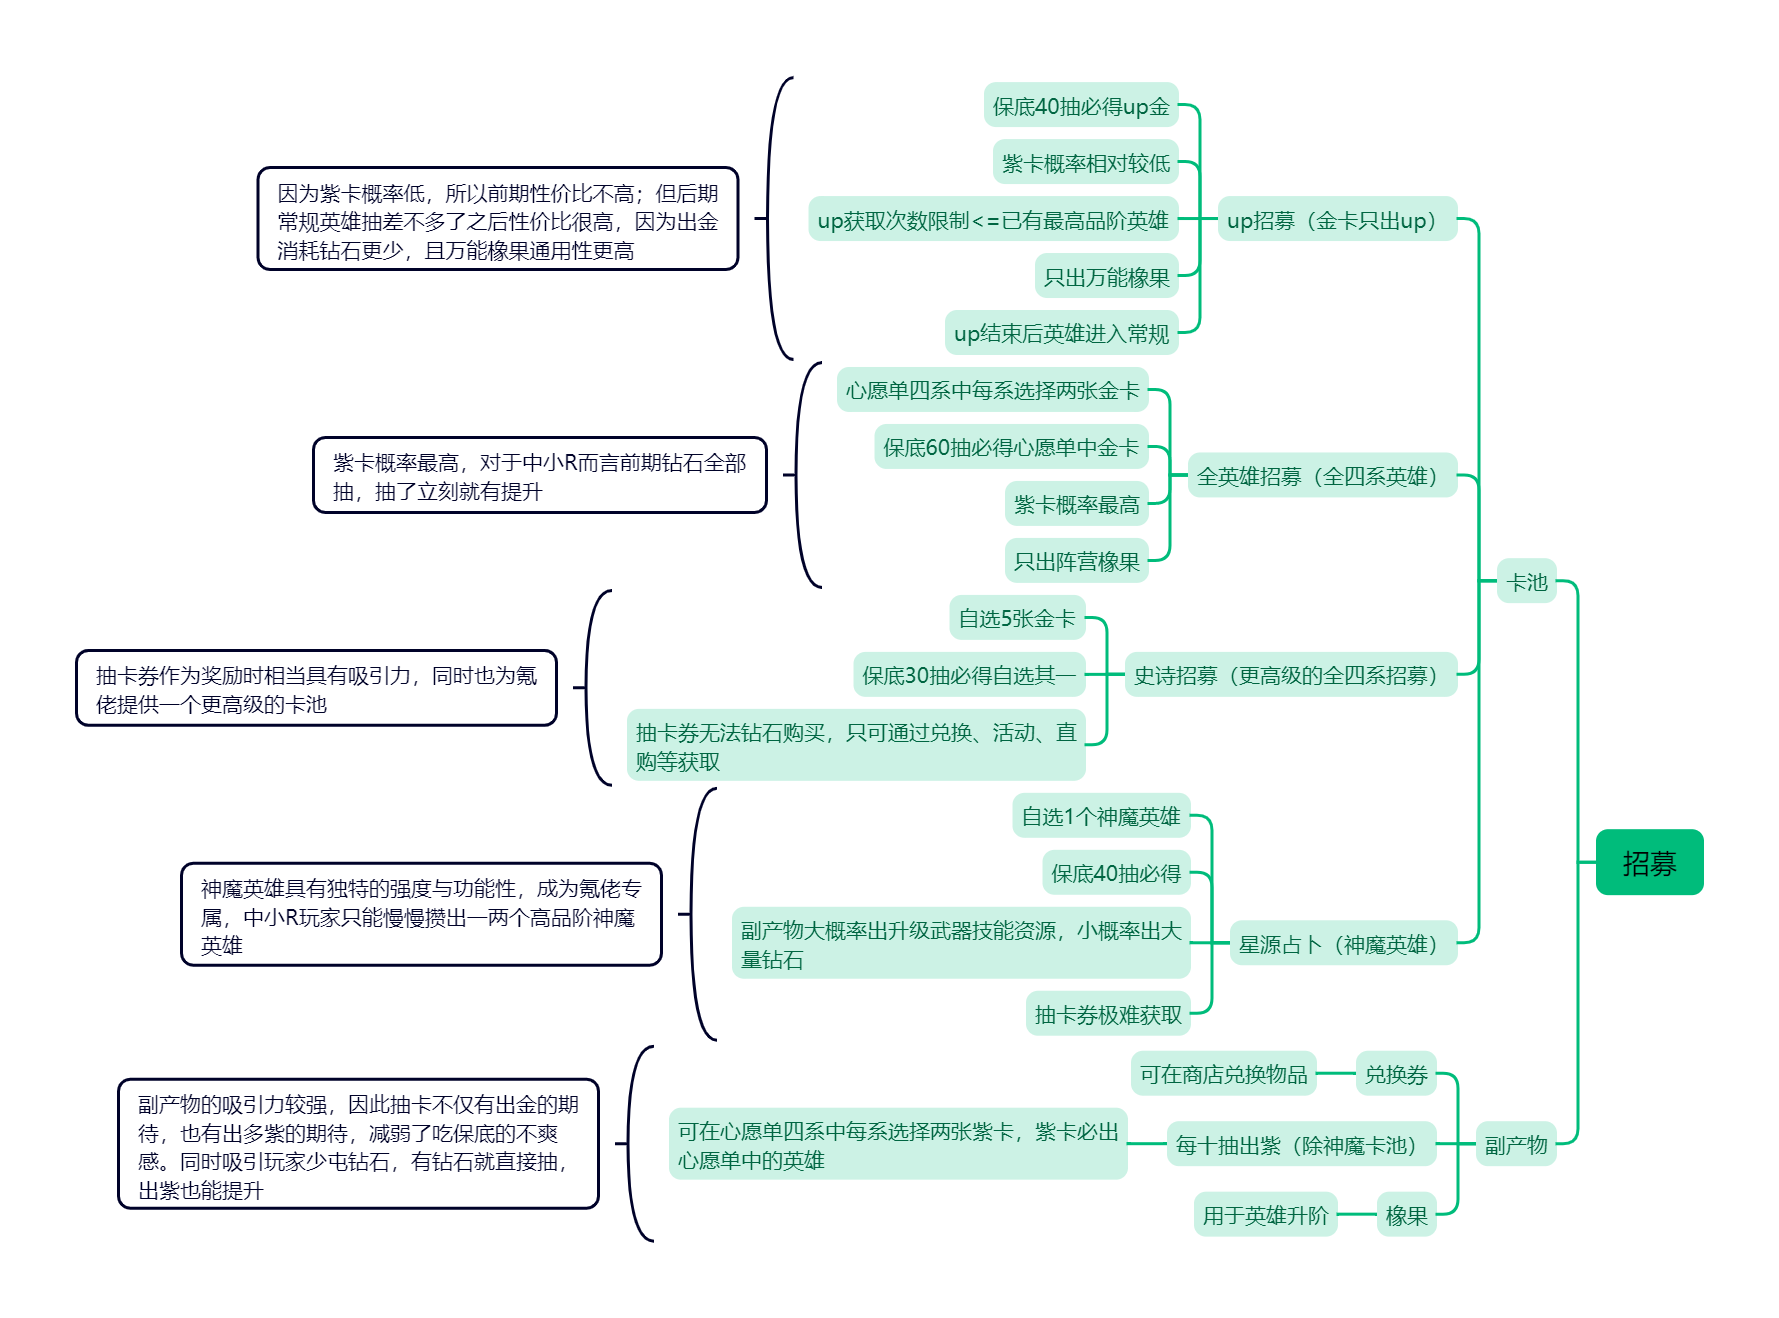 招募
卡池
up招募（金卡只出up）
保底40抽必得up金
紫卡概率相对较低
up获取次数限制<=已有最高品阶英雄
只出万能橡果
up结束后英雄进入常规
因为紫卡概率低，所以前期性价比不高；但后期
常规英雄抽差不多了之后性价比很高，因为出金
消耗钻石更少，且万能橡果通用性更高
全英雄招募（全四系英雄）
心愿单四系中每系选择两张金卡
保底60抽必得心愿单中金卡
紫卡概率最高
只出阵营橡果
紫卡概率最高，对于中小R而言前期钻石全部
抽，抽了立刻就有提升
史诗招募（更高级的全四系招募）
自选5张金卡
保底30抽必得自选其一
抽卡券无法钻石购买，只可通过兑换、活动、直
购等获取
抽卡券作为奖励时相当具有吸引力，同时也为氪
佬提供一个更高级的卡池
星源占卜（神魔英雄）
自选1个神魔英雄
保底40抽必得
副产物大概率出升级武器技能资源，小概率出大
量钻石
抽卡券极难获取
神魔英雄具有独特的强度与功能性，成为氪佬专
属，中小R玩家只能慢慢攒出一两个高品阶神魔
英雄
副产物
兑换券
可在商店兑换物品
每十抽出紫（除神魔卡池）
可在心愿单四系中每系选择两张紫卡，紫卡必出
心愿单中的英雄
橡果
用于英雄升阶
副产物的吸引力较强，因此抽卡不仅有出金的期
待，也有出多紫的期待，减弱了吃保底的不爽
感。同时吸引玩家少屯钻石，有钻石就直接抽，
出紫也能提升